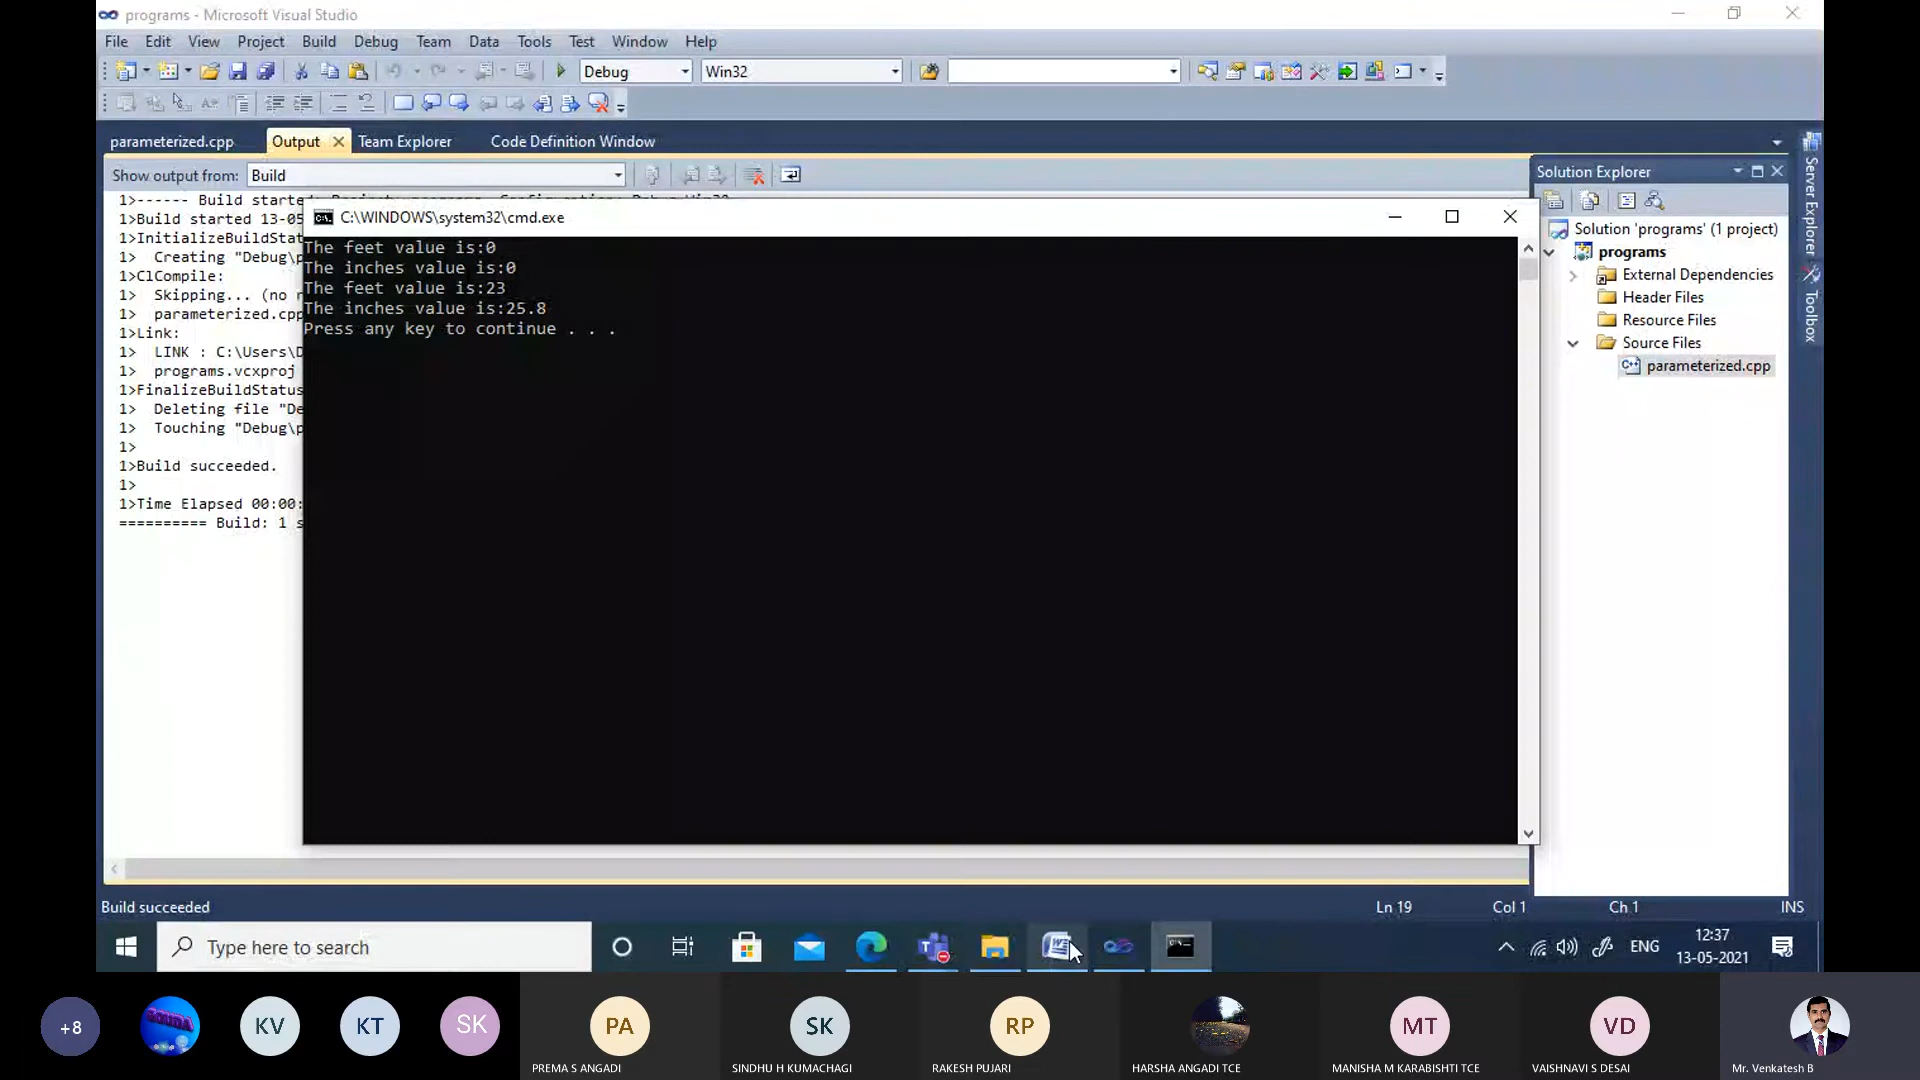 programs - Microsoft Visual Studio
File Edit View Project Build Debug Team Data Tools Test Window Help
Debug Win32
parameterized.cpp Output Team Explorer Code Definition Window
Show output from: Build
Solution Explorer
Server Explorer
Toolbox
1>------ Build started: Project: programs, Configuration: Debug Win32
1>Build started 13-05
1>InitializeBuildStat
1> Creating "Debug\p
1>ClCompile:
1> Skipping... (no r
1> parameterized.cpp
1>Link:
1> LINK : C:\Users\D
1> programs.vcxproj
1>FinalizeBuildStatus
1> Deleting file "De
1> Touching "Debug\p
1>
1>Build succeeded.
1>
1>Time Elapsed 00:00:
========== Build: 1 s
C:\WINDOWS\system32\cmd.exe
The feet value is:0
The inches value is:0
The feet value is:23
The inches value is:25.8
Press any key to continue . . .
Solution 'programs' (1 project)
programs
External Dependencies
Header Files
Resource Files
Source Files
parameterized.cpp
Build succeeded Ln 19 Col 1 Ch 1 INS
Type here to search
ENG
12:37
13-05-2021
+8 KV KT SK PA SK RP MT VD
PREMA S ANGADI SINDHU H KUMACHAGI RAKESH PUJARI HARSHA ANGADI TCE MANISHA M KARABISHTI TCE VAISHNAVI S DESAI Mr. Venkatesh B